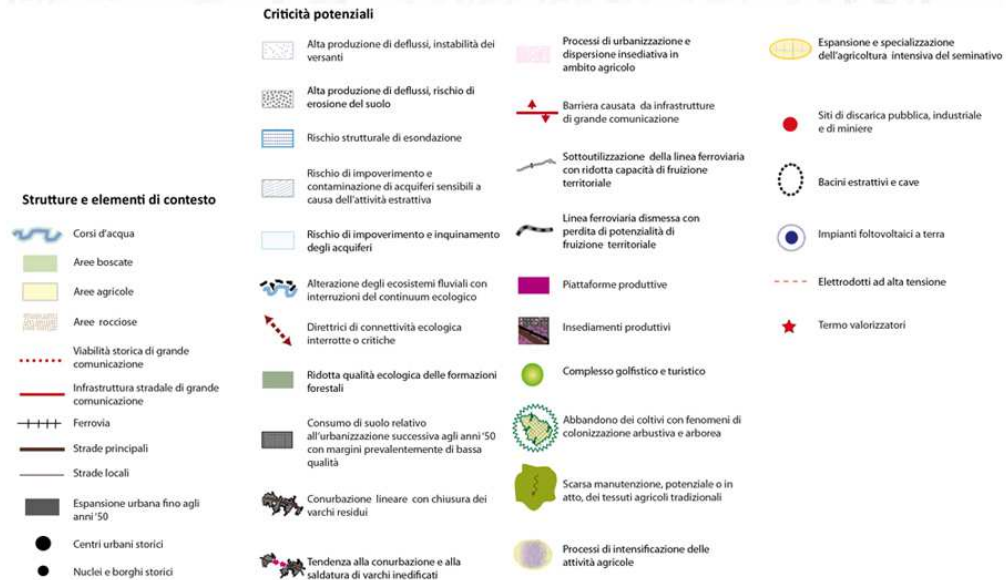 Criticità potenziali
Alta produzione di deflussi, instabilità dei
versanti
Alta produzione di deflussi, rischio di
erosione del suolo
Rischio strutturale di esondazione
Rischio di impoverimento e
contaminazione di acquiferi sensibili a
causa dell'attività estrattiva
Rischio di impoverimento e inquinamento
degli acquiferi
Alterazione degli ecosistemi fluviali con
interruzioni del continuum ecologico
Direttrici di connettività ecologica
interrotte o critiche
Ridotta qualità ecologica delle formazioni
forestali
Consumo di suolo relativo
all'urbanizzazione successiva agli anni '50
con margini prevalentemente di bassa
qualità
Conurbazione lineare con chiusura dei
varchi residui
Tendenza alla conurbazione e alla
saldatura di varchi inedificati
Processi di urbanizzazione e
dispersione insediativa in
ambito agricolo
Barriera causata da infrastrutture
di grande comunicazione
Sottoutilizzazione della linea ferroviaria
con ridotta capacità di fruizione
territoriale
Linea ferroviaria dismessa con
perdita di potenzialità di
fruizione territoriale
Piattaforme produttive
Insediamenti produttivi
Complesso golfistico e turistico
Abbandono dei coltivi con fenomeni di
colonizzazione arbustiva e arborea
Scarsa manutenzione, potenziale o in
atto, dei tessuti agricoli tradizionali
Processi di intensificazione delle
attività agricole
Espansione e specializzazione
dell'agricoltura intensiva del seminativo
Siti di discarica pubblica, industriale
e di miniere
Bacini estrattivi e cave
Impianti fotovoltaici a terra
Elettrodotti ad alta tensione
Termo valorizzatori
Strutture e elementi di contesto
Corsi d'acqua
Aree boscate
Aree agricole
Aree rocciose
Viabilità storica di grande
comunicazione
Infrastruttura stradale di grande
comunicazione
Ferrovia
Strade principali
Strade locali
Espansione urbana fino agli
anni '50
Centri urbani storici
Nuclei e borghi storici